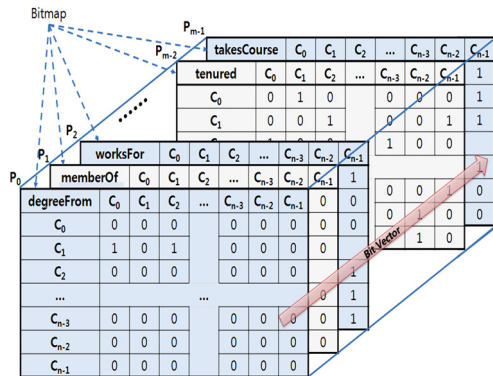 Bitmap
P m-1
takesCourse C0 C1 C2 ... Cn-3 Cn-2 Cn-1
P m-2
tenured C0 C1 C2 ... Cn-3 Cn-2 Cn-1 1
C0 0 1 0 0 0 0 1
......
C1 0 0 1 0 0 1 1
P2
1 0 0
P1
worksFor C0 C1 C2 ... Cn-3 Cn-2 Cn-1
P0
memberOf C0 C1 C2 ... Cn-3 Cn-2 Cn-1 1
degreeFrom C0 C1 C2 ... Cn-3 Cn-2 Cn-1 0 0
C0 0 0 0 0 0 0 0 0
C1 1 0 1 0 0 0
C2 0 0 0 0 0 0
... ... 0 1
Cn-3 0 0 0 0 0 0 0 1
Cn-2 0 0 0 0 0 0 0
Cn-1 0 0 0 0 0 0
Bit Vector